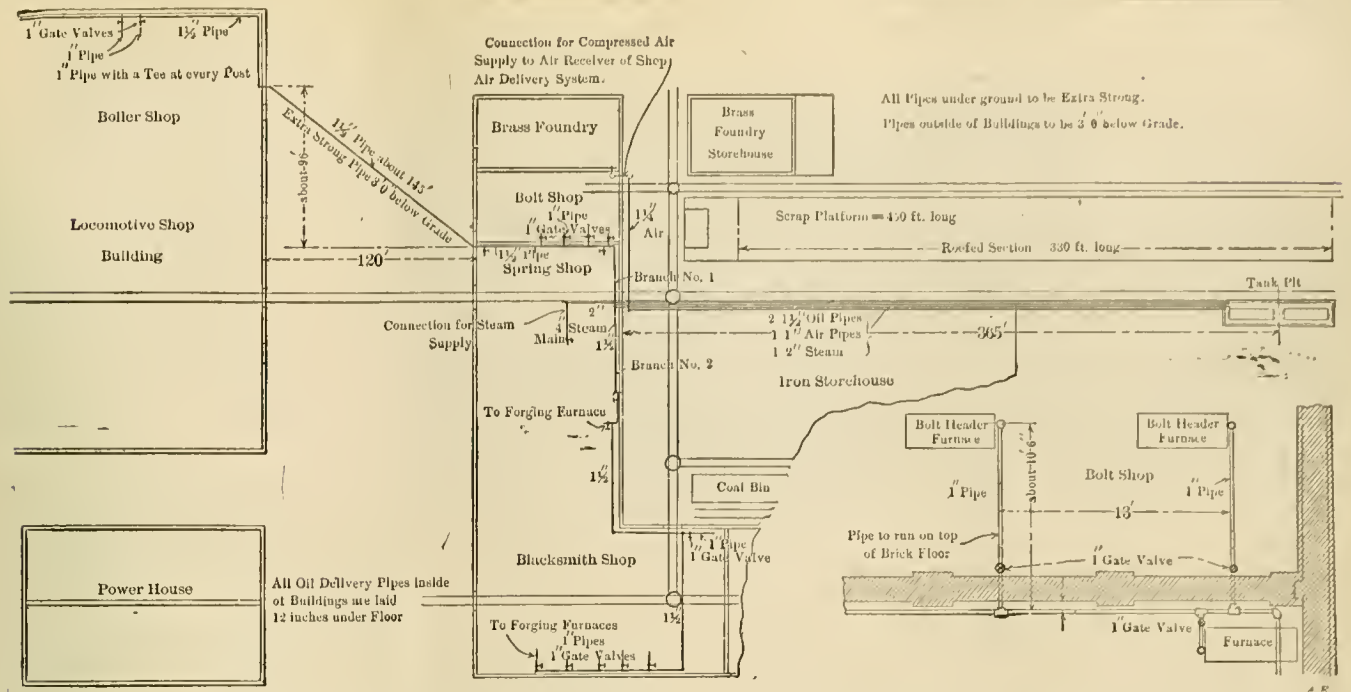 1" Gate Valves
1½" Pipe
1" Pipe
1" Pipe with a Tee at every Post
Boiler Shop
Locomotive Shop
Building
1½" Pipe about 145'
Extra Strong Pipe 3'0" below Grade
about 96'
120'
Connection for Compressed Air
Supply to Air Receiver of Shop
Air Delivery System.
Brass Foundry
Bolt Shop
1" Pipe
1" Gate Valves
1½" Pipe
Spring Shop
1¼"
Air
Branch No. 1
Brass
Foundry
Storehouse
All Pipes under ground to be Extra Strong.
Pipes outside of Buildings to be 3' 0" below Grade.
Scrap Platform = 450 ft. long
Roofed Section 330 ft. long
Tank Pit
Connection for Steam
Supply
2"
4" Steam
Main
1½"
Branch No. 2
2 1½" Oil Pipes
1 1" Air Pipes
1 2" Steam
365'
Iron Storehouse
To Forging Furnace
1½"
Coal Bin
1" Pipe
1" Gate Valve
Blacksmith Shop
Power House
All Oil Delivery Pipes Inside
of Buildings are laid
12 inches under Floor
1½"
To Forging Furnaces
1" Pipes
1" Gate Valves
Bolt Header
Furnace
Bolt Header
Furnace
1" Pipe
about 10'6"
Bolt Shop
1" Pipe
13'
Pipe to run on top
of Brick Floor
1" Gate Valve
1" Gate Valve
Furnace